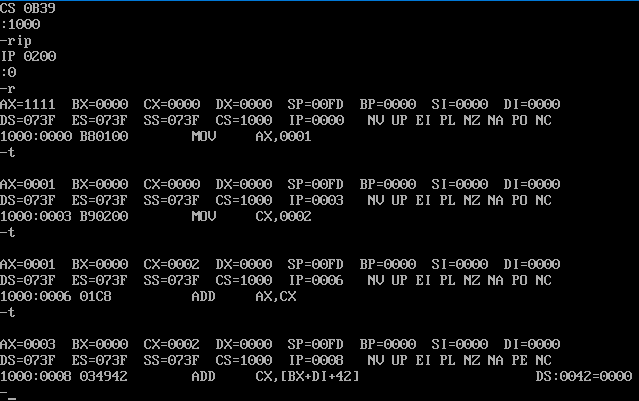 CS 0B39
:1000
-rip
IP 0200
:0
-r
AX=1111  BX=0000  CX=0000  DX=0000  SP=00FD  BP=0000  SI=0000  DI=0000
DS=073F  ES=073F  SS=073F  CS=1000  IP=0000   NV UP EI PL NZ NA PO NC
1000:0000 B80100        MOV     AX,0001
-t
AX=0001  BX=0000  CX=0000  DX=0000  SP=00FD  BP=0000  SI=0000  DI=0000
DS=073F  ES=073F  SS=073F  CS=1000  IP=0003   NV UP EI PL NZ NA PO NC
1000:0003 B90200        MOV     CX,0002
-t
AX=0001  BX=0000  CX=0002  DX=0000  SP=00FD  BP=0000  SI=0000  DI=0000
DS=073F  ES=073F  SS=073F  CS=1000  IP=0006   NV UP EI PL NZ NA PO NC
1000:0006 01C8          ADD     AX,CX
-t
AX=0003  BX=0000  CX=0002  DX=0000  SP=00FD  BP=0000  SI=0000  DI=0000
DS=073F  ES=073F  SS=073F  CS=1000  IP=0008   NV UP EI PL NZ NA PE NC
1000:0008 034942        ADD     CX,[BX+DI+42]                      DS:0042=0000
-_